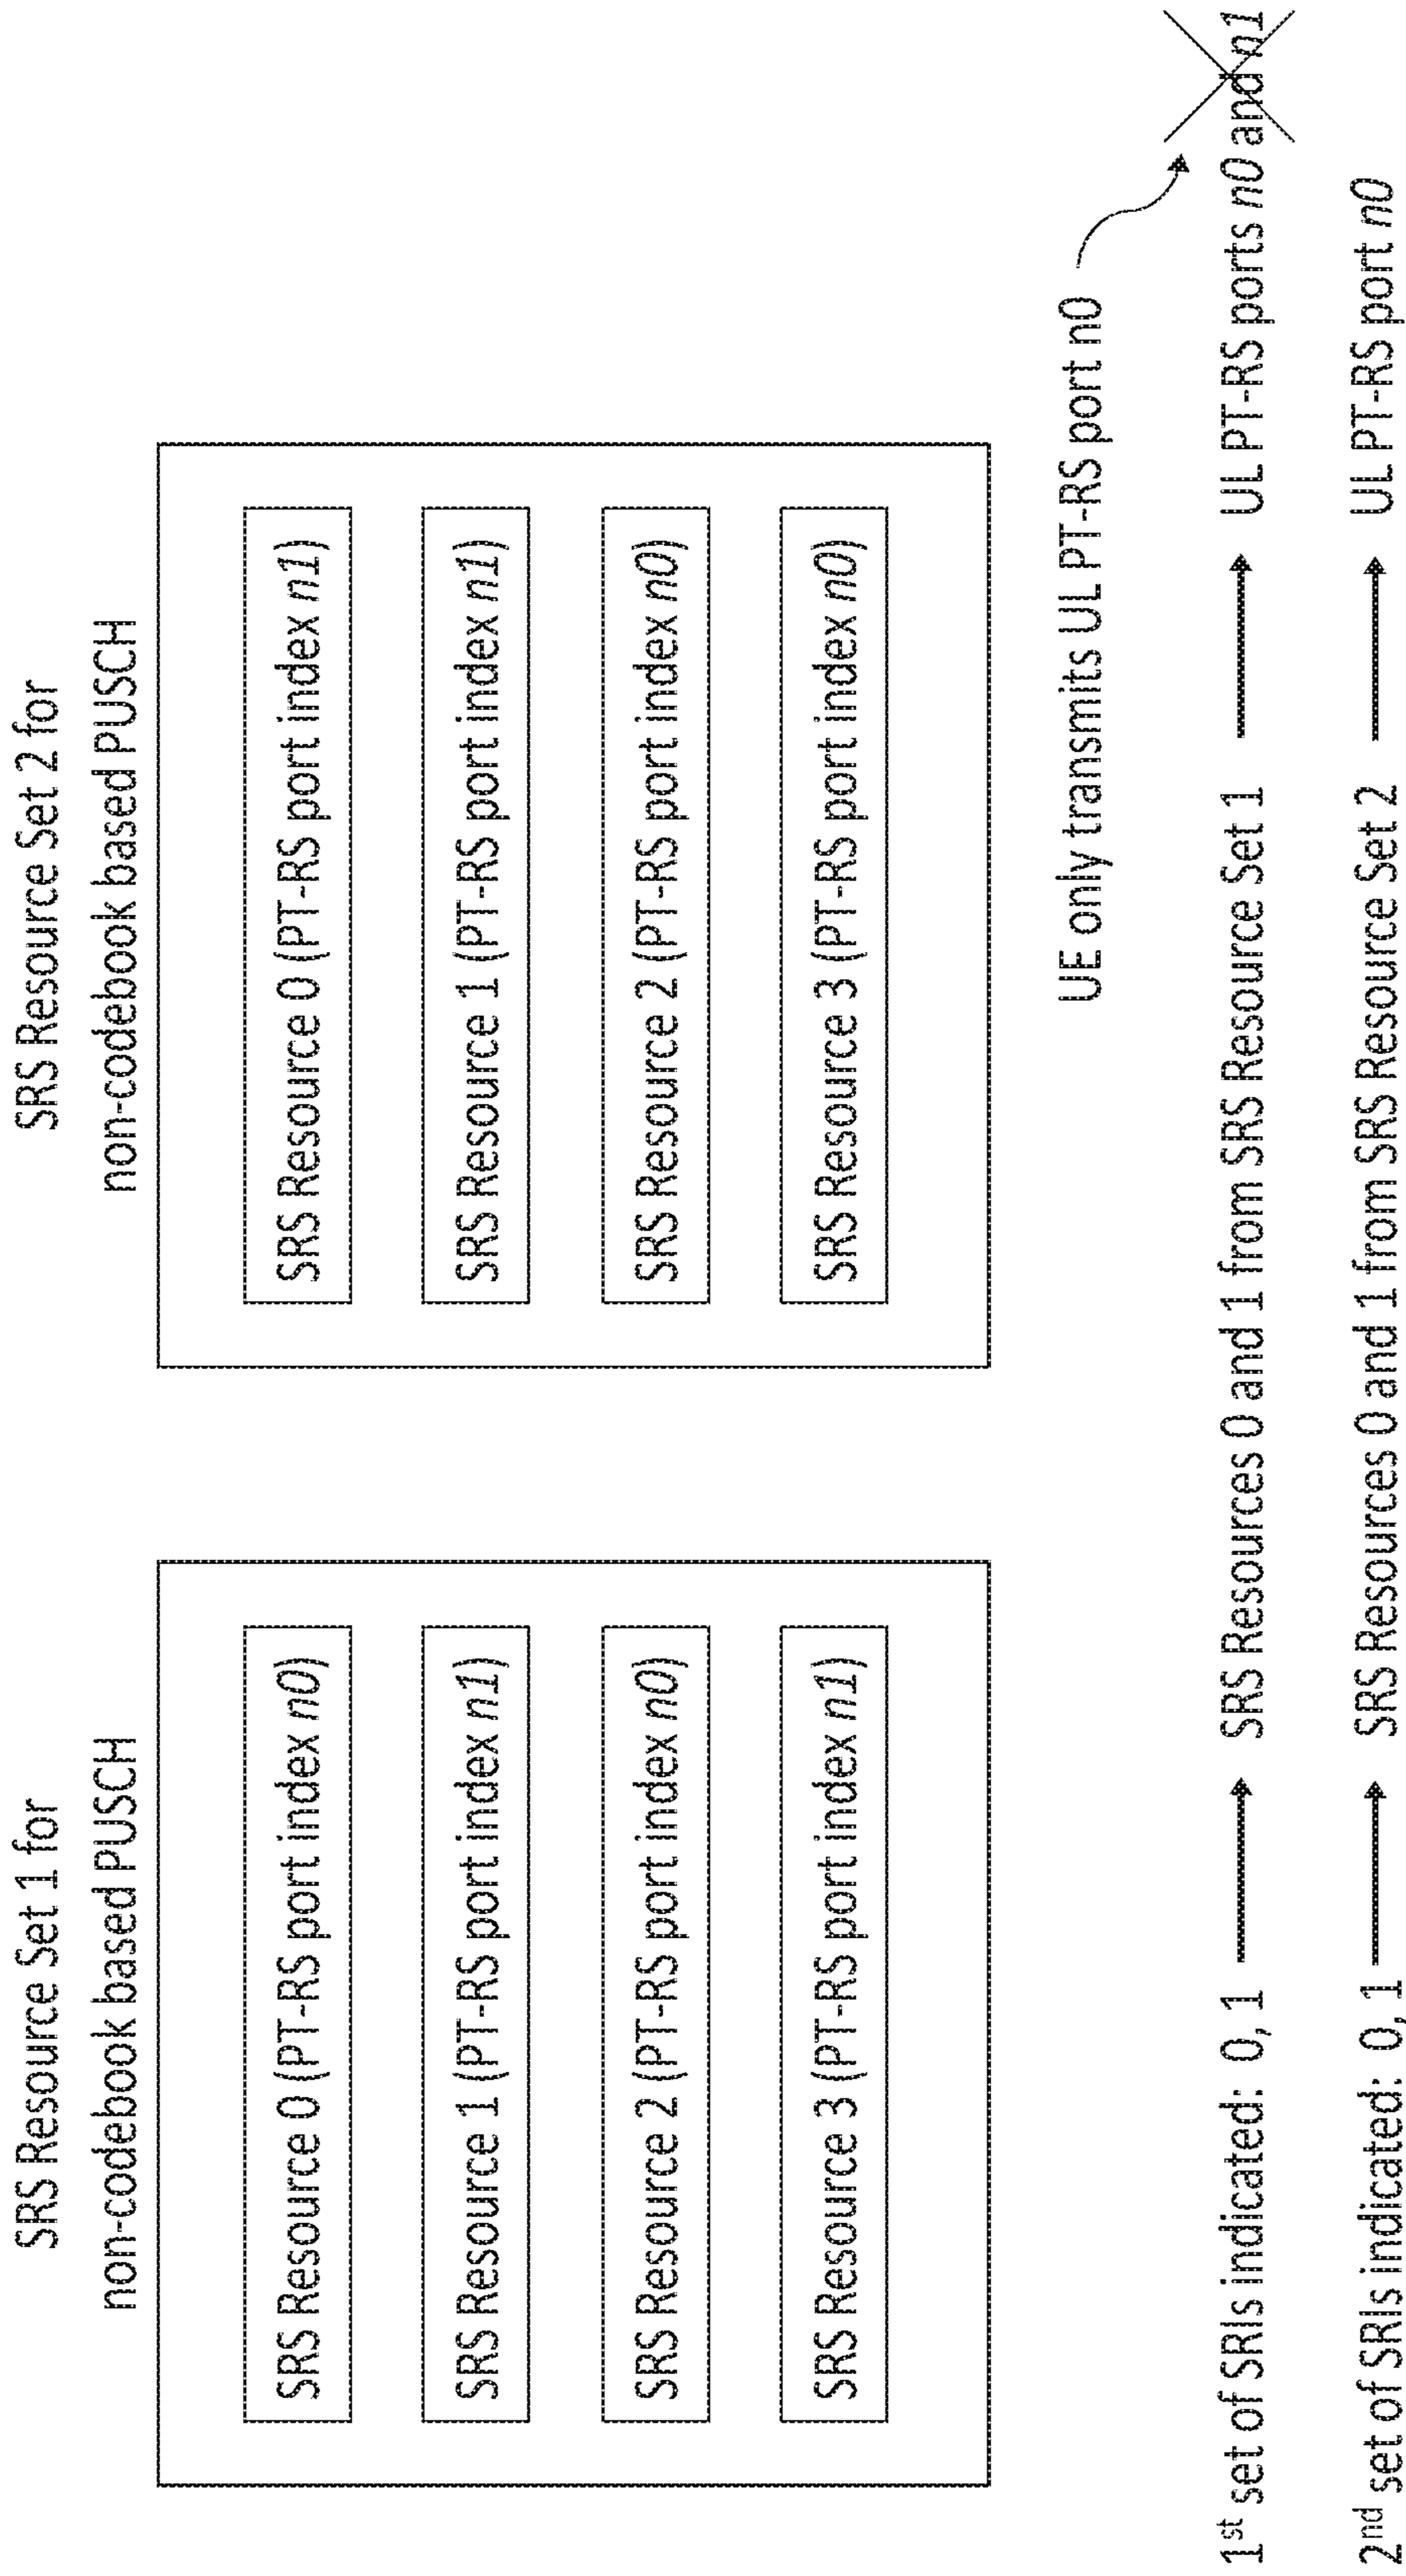 SRS Resource Set 1 for
non-codebook based PUSCH
SRS Resource 0 (PT-RS port index n0)
SRS Resource 1 (PT-RS port index n1)
SRS Resource 2 (PT-RS port index n0)
SRS Resource 3 (PT-RS port index n1)
SRS Resource Set 2 for
non-codebook based PUSCH
SRS Resource 0 (PT-RS port index n1)
SRS Resource 1 (PT-RS port index n1)
SRS Resource 2 (PT-RS port index n0)
SRS Resource 3 (PT-RS port index n0)
UE only transmits UL PT-RS port n0
1st set of SRIs indicated: 0, 1 SRS Resources 0 and 1 from SRS Resource Set 1 UL PT-RS ports n0 and n1
2nd set of SRIs indicated: 0, 1 SRS Resources 0 and 1 from SRS Resource Set 2 UL PT-RS port n0